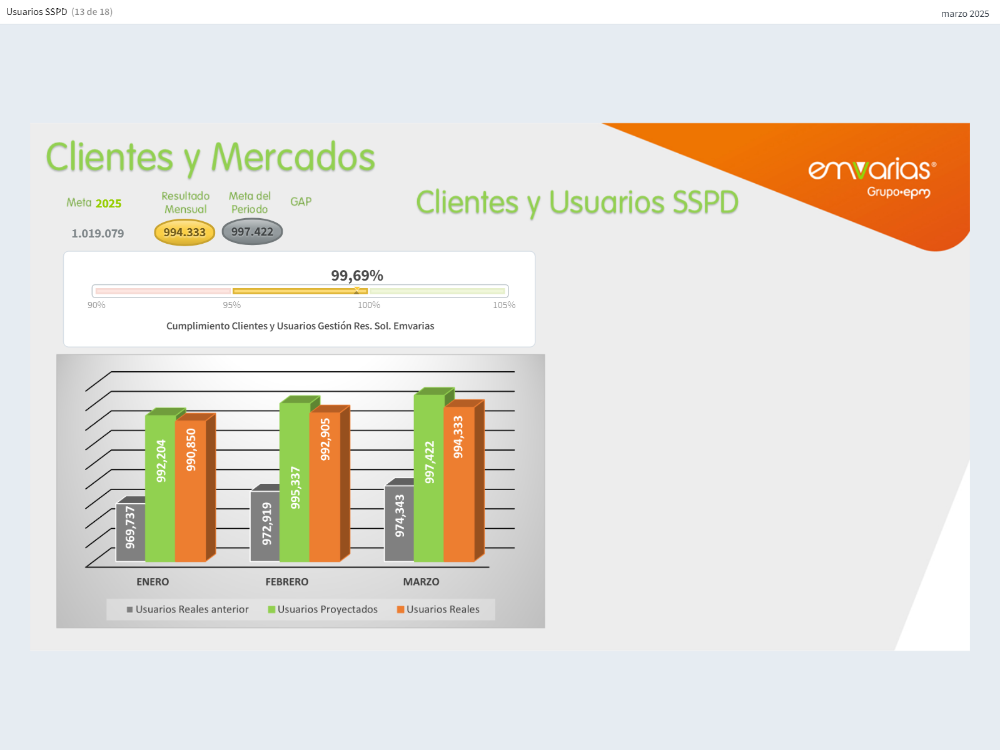 Usuarios SSPD (13 de 18)
marzo 2025
Clientes y Mercados
emvarias®
Grupo•epm
Clientes y Usuarios SSPD
Meta 2025
Resultado
Mensual
Meta del
Periodo
GAP
1.019.079
994.333
997.422
99,69%
90%
95%
100%
105%
Cumplimiento Clientes y Usuarios Gestión Res. Sol. Emvarias
969,737
992,204
990,850
972,919
995,337
992,905
974,343
997,422
994,333
ENERO
FEBRERO
MARZO
Usuarios Reales anterior
Usuarios Proyectados
Usuarios Reales